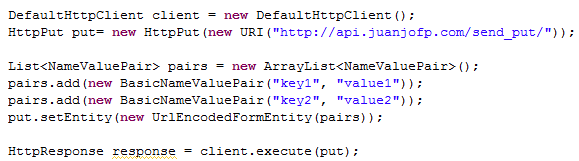 DefaultHttpClient client = new DefaultHttpClient();
HttpPut put= new HttpPut(new URI("http://api.juanjofp.com/send_put/"));
List<NameValuePair> pairs = new ArrayList<NameValuePair>();
pairs.add(new BasicNameValuePair("key1", "value1"));
pairs.add(new BasicNameValuePair("key2", "value2"));
put.setEntity(new UrlEncodedFormEntity(pairs));
HttpResponse response = client.execute(put);